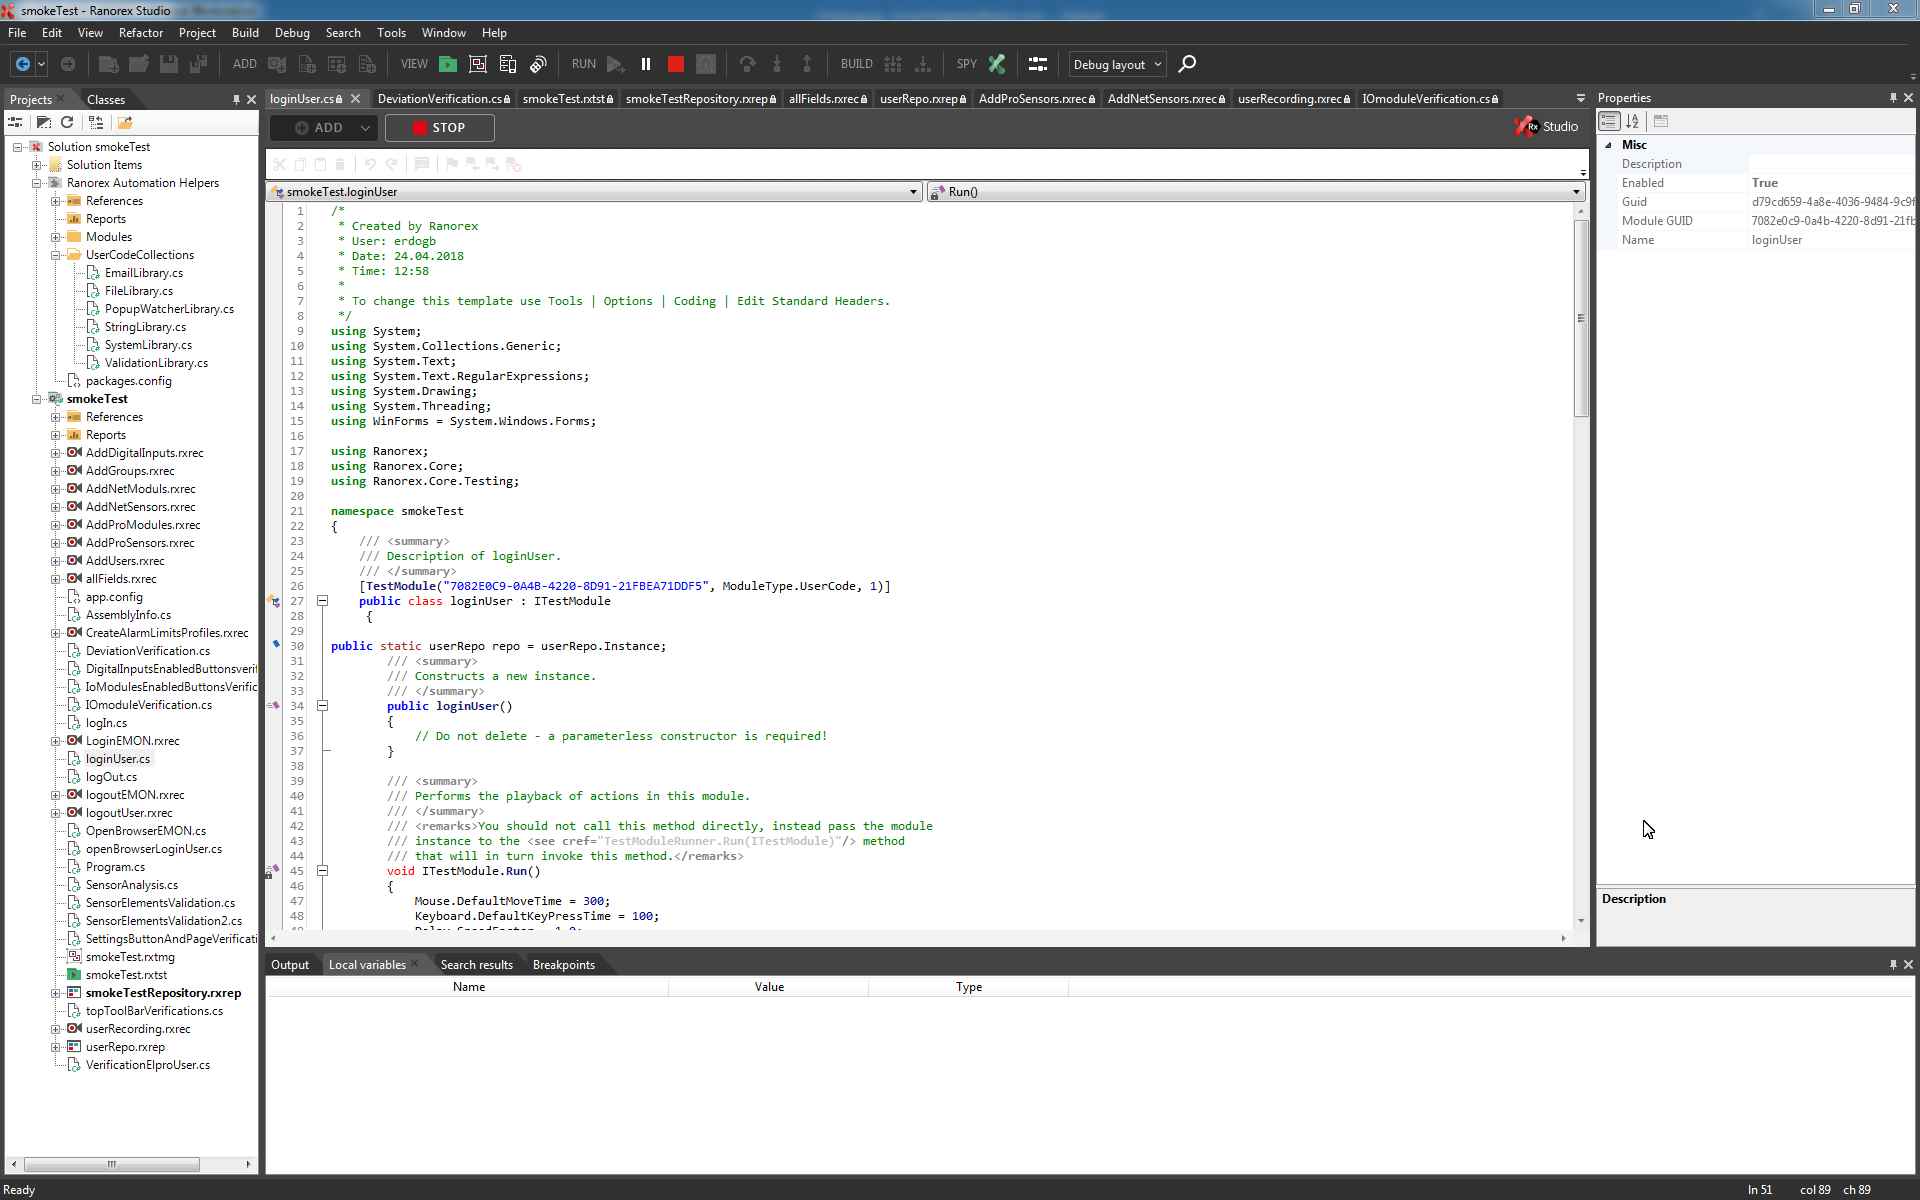 smokeTest - Ranorex Studio
File Edit View Refactor Project Build Debug Search Tools Window Help
ADD VIEW RUN BUILD SPY Debug layout
Projects Classes
loginUser.cs DeviationVerification.cs smokeTest.rxtst smokeTestRepository.rxrep allFields.rxrec userRepo.rxrep AddProSensors.rxrec AddNetSensors.rxrec userRecording.rxrec IOmoduleVerification.cs
ADD STOP Rx Studio
smokeTest.loginUser Run()
Solution smokeTest
Solution Items
Ranorex Automation Helpers
References
Reports
Modules
UserCodeCollections
EmailLibrary.cs
FileLibrary.cs
PopupWatcherLibrary.cs
StringLibrary.cs
SystemLibrary.cs
ValidationLibrary.cs
packages.config
smokeTest
References
Reports
AddDigitalInputs.rxrec
AddGroups.rxrec
AddNetModuls.rxrec
AddNetSensors.rxrec
AddProModules.rxrec
AddProSensors.rxrec
AddUsers.rxrec
allFields.rxrec
app.config
AssemblyInfo.cs
CreateAlarmLimitsProfiles.rxrec
DeviationVerification.cs
DigitalInputsEnabledButtonsverif
IoModulesEnabledButtonsVerific
IOmoduleVerification.cs
logIn.cs
LoginEMON.rxrec
loginUser.cs
logOut.cs
logoutEMON.rxrec
logoutUser.rxrec
OpenBrowserEMON.cs
openBrowserLoginUser.cs
Program.cs
SensorAnalysis.cs
SensorElementsValidation.cs
SensorElementsValidation2.cs
SettingsButtonAndPageVerificati
smokeTest.rxtmg
smokeTest.rxtst
smokeTestRepository.rxrep
topToolBarVerifications.cs
userRecording.rxrec
userRepo.rxrep
VerificationElproUser.cs
1 /*
2 * Created by Ranorex
3 * User: erdogb
4 * Date: 24.04.2018
5 * Time: 12:58
6 *
7 * To change this template use Tools | Options | Coding | Edit Standard Headers.
8 */
9 using System;
10 using System.Collections.Generic;
11 using System.Text;
12 using System.Text.RegularExpressions;
13 using System.Drawing;
14 using System.Threading;
15 using WinForms = System.Windows.Forms;
16
17 using Ranorex;
18 using Ranorex.Core;
19 using Ranorex.Core.Testing;
20
21 namespace smokeTest
22 {
23 /// <summary>
24 /// Description of loginUser.
25 /// </summary>
26 [TestModule("7082E0C9-0A4B-4220-8D91-21FBEA71DDF5", ModuleType.UserCode, 1)]
27 public class loginUser : ITestModule
28 {
29
30 public static userRepo repo = userRepo.Instance;
31 /// <summary>
32 /// Constructs a new instance.
33 /// </summary>
34 public loginUser()
35 {
36 // Do not delete - a parameterless constructor is required!
37 }
38
39 /// <summary>
40 /// Performs the playback of actions in this module.
41 /// </summary>
42 /// <remarks>You should not call this method directly, instead pass the module
43 /// instance to the <see cref="TestModuleRunner.Run(ITestModule)"/> method
44 /// that will in turn invoke this method.</remarks>
45 void ITestModule.Run()
46 {
47 Mouse.DefaultMoveTime = 300;
48 Keyboard.DefaultKeyPressTime = 100;
Properties
Misc
Description
Enabled True
Guid d79cd659-4a8e-4036-9484-9c9f
Module GUID 7082e0c9-0a4b-4220-8d91-21fb
Name loginUser
Description
Output Local variables Search results Breakpoints
Name Value Type
Ready ln 51 col 89 ch 89